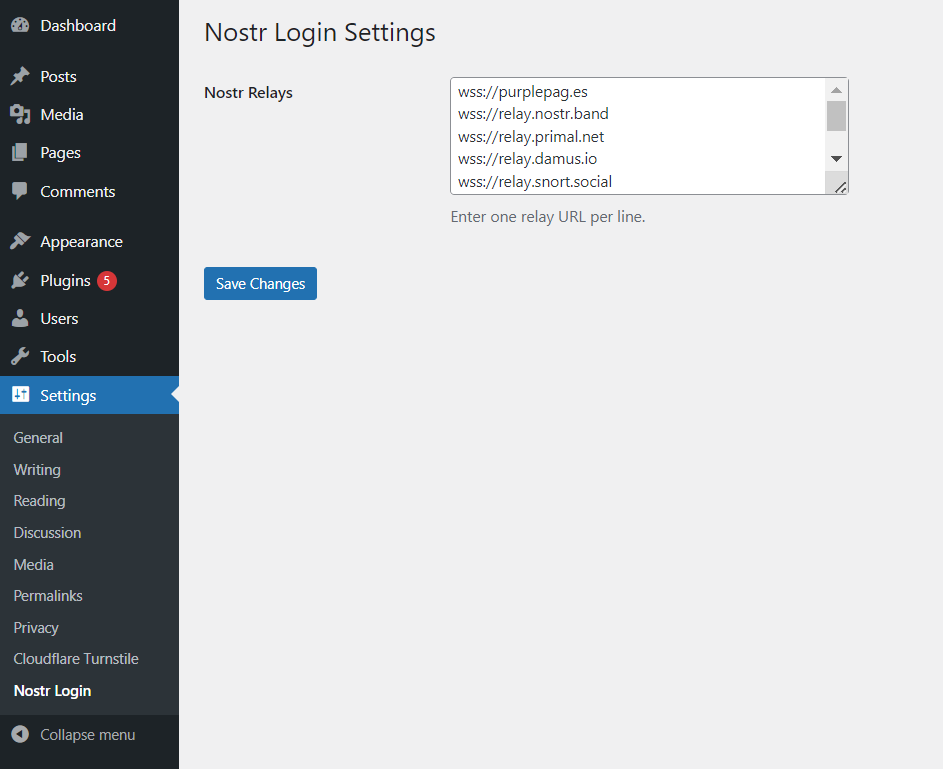 Dashboard
Posts
Media
Pages
Comments
Appearance
Plugins 5
Users
Tools
Settings
General
Writing
Reading
Discussion
Media
Permalinks
Privacy
Cloudflare Turnstile
Nostr Login
Collapse menu
Nostr Login Settings
Nostr Relays
wss://purplepag.es
wss://relay.nostr.band
wss://relay.primal.net
wss://relay.damus.io
wss://relay.snort.social
Enter one relay URL per line.
Save Changes